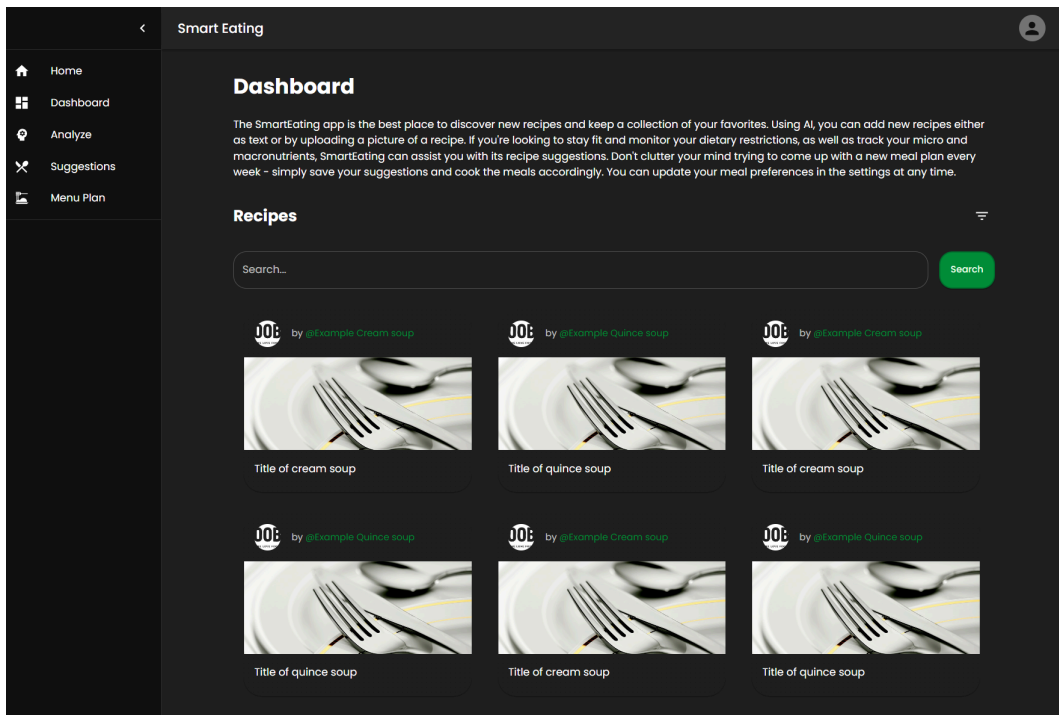 Smart Eating
Home
Dashboard
Analyze
Suggestions
Menu Plan
Dashboard
The SmartEating app is the best place to discover new recipes and keep a collection of your favorites. Using AI, you can add new recipes either
as text or by uploading a picture of a recipe. If you're looking to stay fit and monitor your dietary restrictions, as well as track your micro and
macronutrients, SmartEating can assist you with its recipe suggestions. Don't clutter your mind trying to come up with a new meal plan every
week - simply save your suggestions and cook the meals accordingly. You can update your meal preferences in the settings at any time.
Recipes
Search...
Search
by @Example Cream soup
by @Example Quince soup
by @Example Cream soup
Title of cream soup
Title of quince soup
Title of cream soup
by @Example Quince soup
by @Example Cream soup
by @Example Quince soup
Title of quince soup
Title of cream soup
Title of quince soup